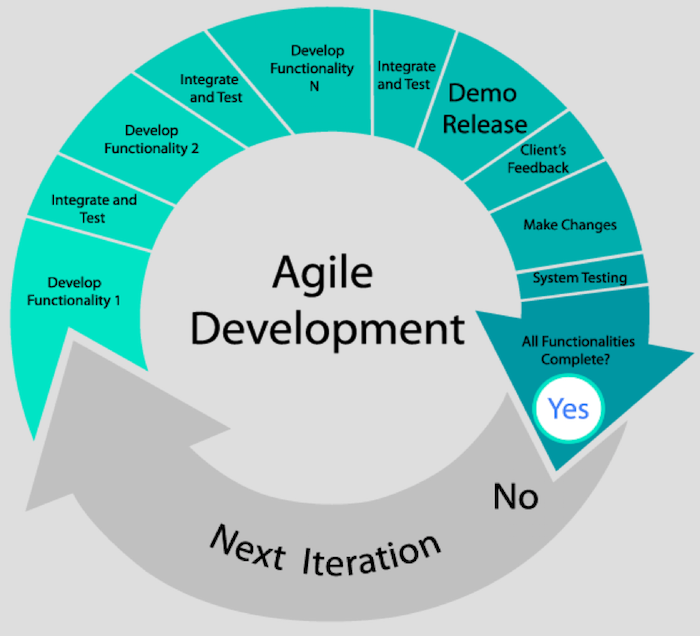 Develop
Functionality 1
Integrate and
Test
Develop
Functionality 2
Integrate
and Test
Develop
Functionality
N
Integrate
and Test
Demo
Release
Client's
Feedback
Make Changes
System Testing
All Functionalities
Complete?
Yes
No
Next Iteration
Agile
Development